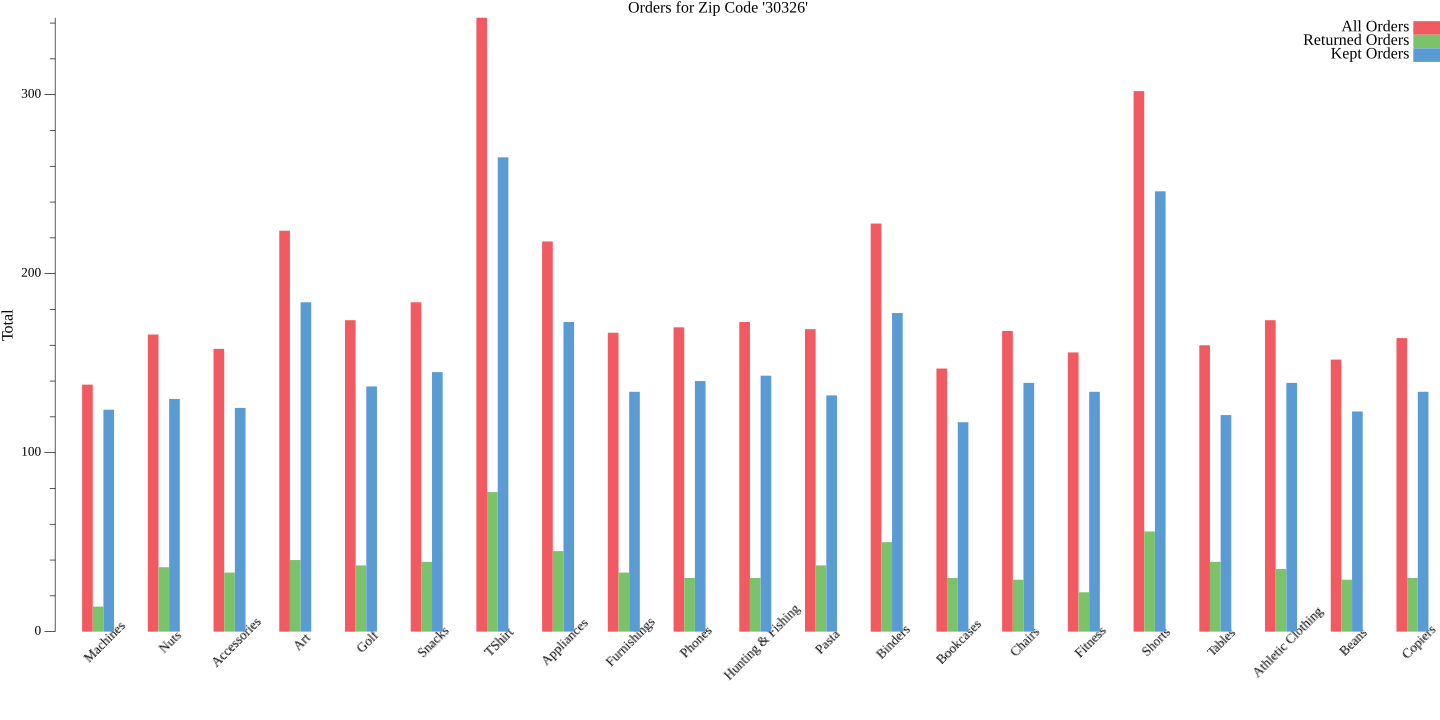 Orders for Zip Code '30326'
All Orders
Returned Orders
Kept Orders
Total
300
200
100
0
Machines
Nuts
Accessories
Art
Golf
Snacks
TShirt
Appliances
Furnishings
Phones
Hunting & Fishing
Pasta
Binders
Bookcases
Chairs
Fitness
Shorts
Tables
Athletic Clothing
Beans
Copiers